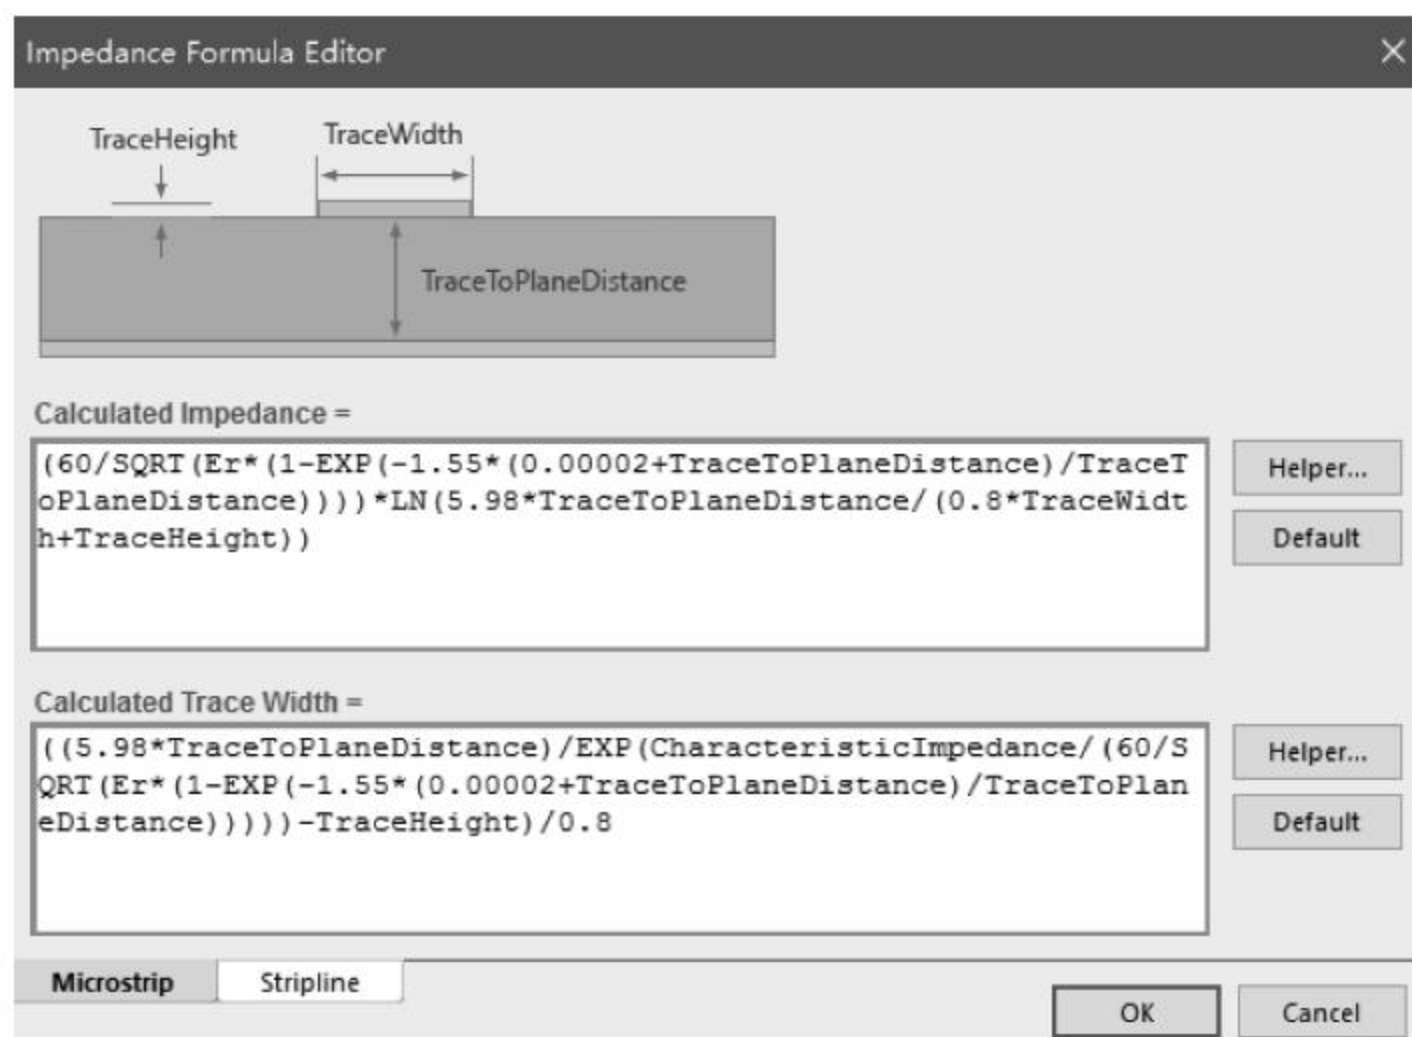 Impedance Formula Editor
TraceHeight
TraceWidth
TraceToPlaneDistance
Calculated Impedance =
(60/SQRT(Er*(1-EXP(-1.55*(0.00002+TraceToPlaneDistance)/TraceT
oPlaneDistance))))*LN(5.98*TraceToPlaneDistance/(0.8*TraceWidt
h+TraceHeight))
Helper...
Default
Calculated Trace Width =
((5.98*TraceToPlaneDistance)/EXP(CharacteristicImpedance/(60/S
QRT(Er*(1-EXP(-1.55*(0.00002+TraceToPlaneDistance)/TraceToPlan
eDistance)))))-TraceHeight)/0.8
Helper...
Default
Microstrip
Stripline
OK
Cancel